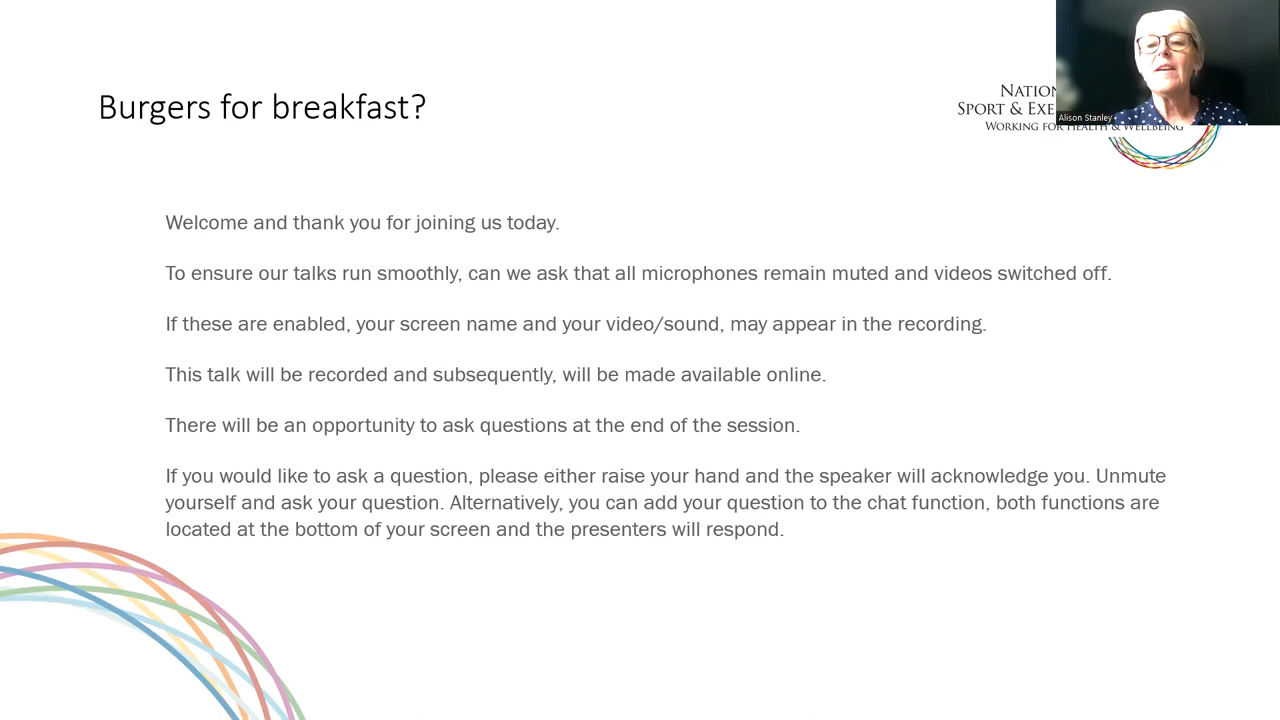 Burgers for breakfast?
Sport &
Working for Health & Wellbeing
Alison Stanley
Welcome and thank you for joining us today.
To ensure our talks run smoothly, can we ask that all microphones remain muted and videos switched off.
If these are enabled, your screen name and your video/sound, may appear in the recording.
This talk will be recorded and subsequently, will be made available online.
There will be an opportunity to ask questions at the end of the session.
If you would like to ask a question, please either raise your hand and the speaker will acknowledge you. Unmute
yourself and ask your question. Alternatively, you can add your question to the chat function, both functions are
located at the bottom of your screen and the presenters will respond.